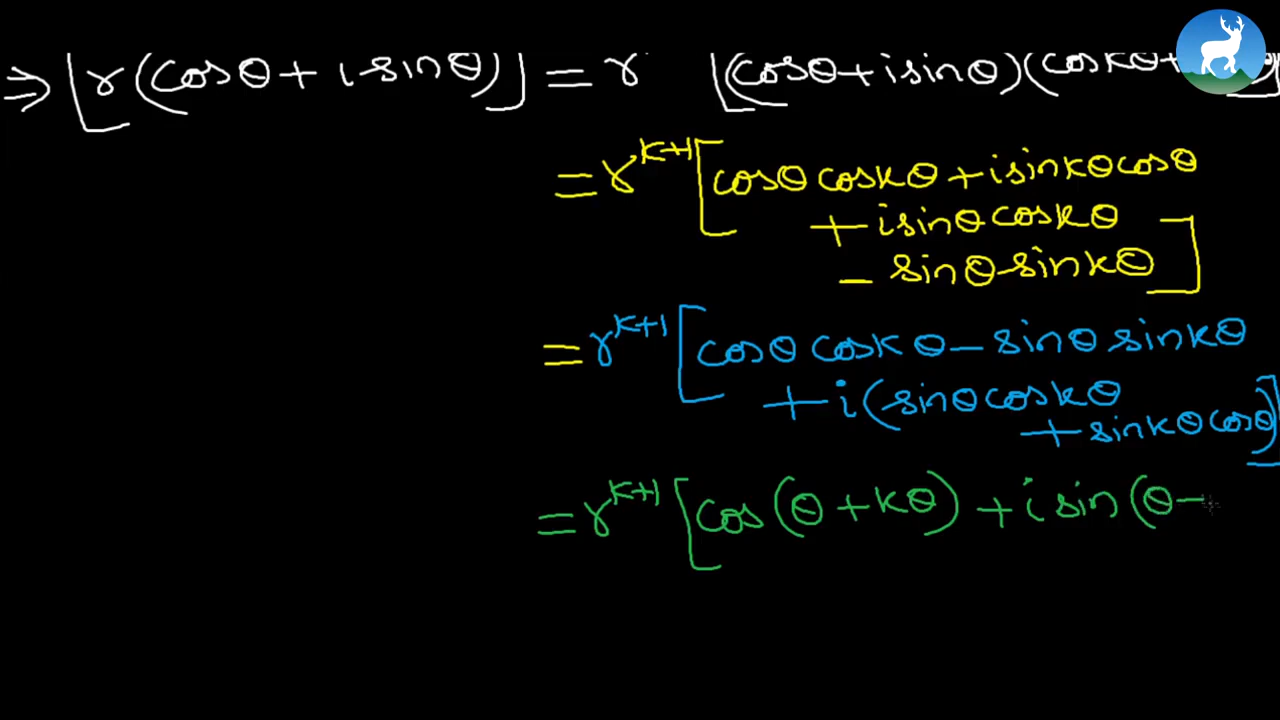 ⇒ [r(cosθ + i sinθ)] = r [(cosθ + i sinθ)(coskθ +
= r^{k+1} [cosθ coskθ + i sinkθ cosθ
+ i sinθ coskθ
− sinθ sinkθ ]
= r^{k+1} [cosθ coskθ − sinθ sinkθ
+ i (sinθ coskθ
+ sinkθ cosθ)]
= r^{k+1} [cos(θ + kθ) + i sin(θ −